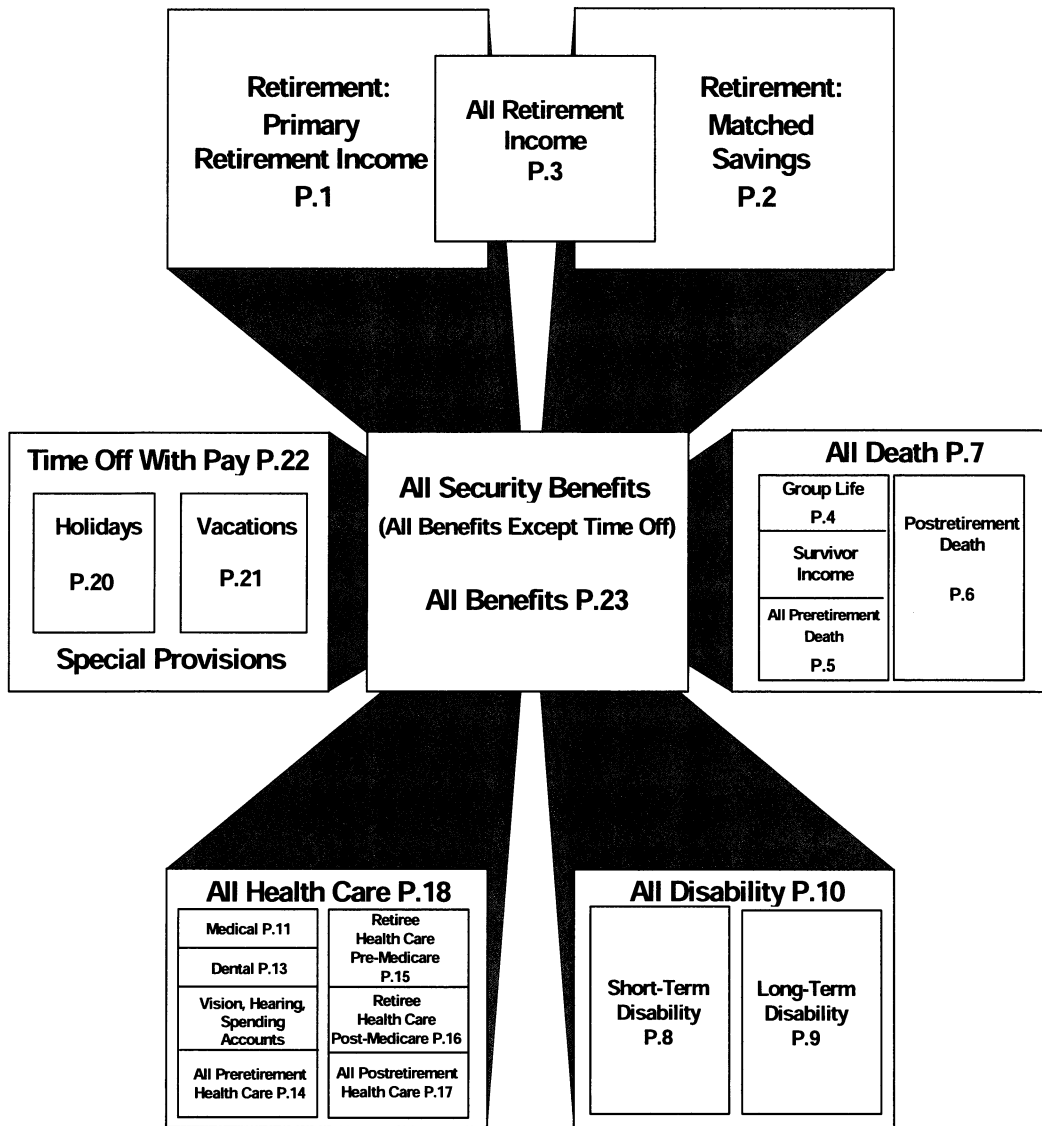 Retirement:
Primary
Retirement Income
P.1
All Retirement
Income
P.3
Retirement:
Matched
Savings
P.2
Time Off With Pay P.22
Holidays
P.20
Vacations
P.21
Special Provisions
All Security Benefits
(All Benefits Except Time Off)
All Benefits P.23
All Death P.7
Group Life
P.4
Survivor
Income
All Preretirement
Death
P.5
Postretirement
Death
P.6
All Health Care P.18
Medical P.11
Dental P.13
Vision, Hearing,
Spending
Accounts
All Preretirement
Health Care P.14
Retiree
Health Care
Pre-Medicare
P.15
Retiree
Health Care
Post-Medicare P.16
All Postretirement
Health Care P.17
All Disability P.10
Short-Term
Disability
P.8
Long-Term
Disability
P.9